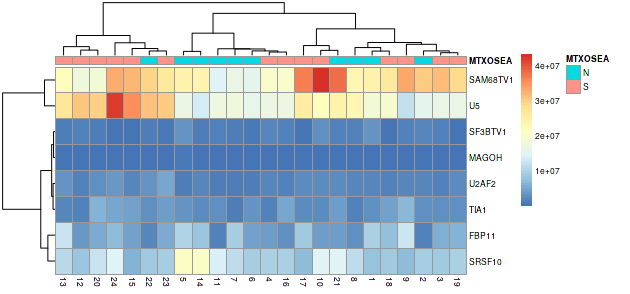 MTXOSEA
SAM68TV1
U5
SF3BTV1
MAGOH
U2AF2
TIA1
FBP11
SRSF10
13 12 20 24 15 22 23 5 14 11 7 6 4 16 17 10 21 8 1 18 9 2 3 19
4e+07
3e+07
2e+07
1e+07
MTXOSEA
N
S